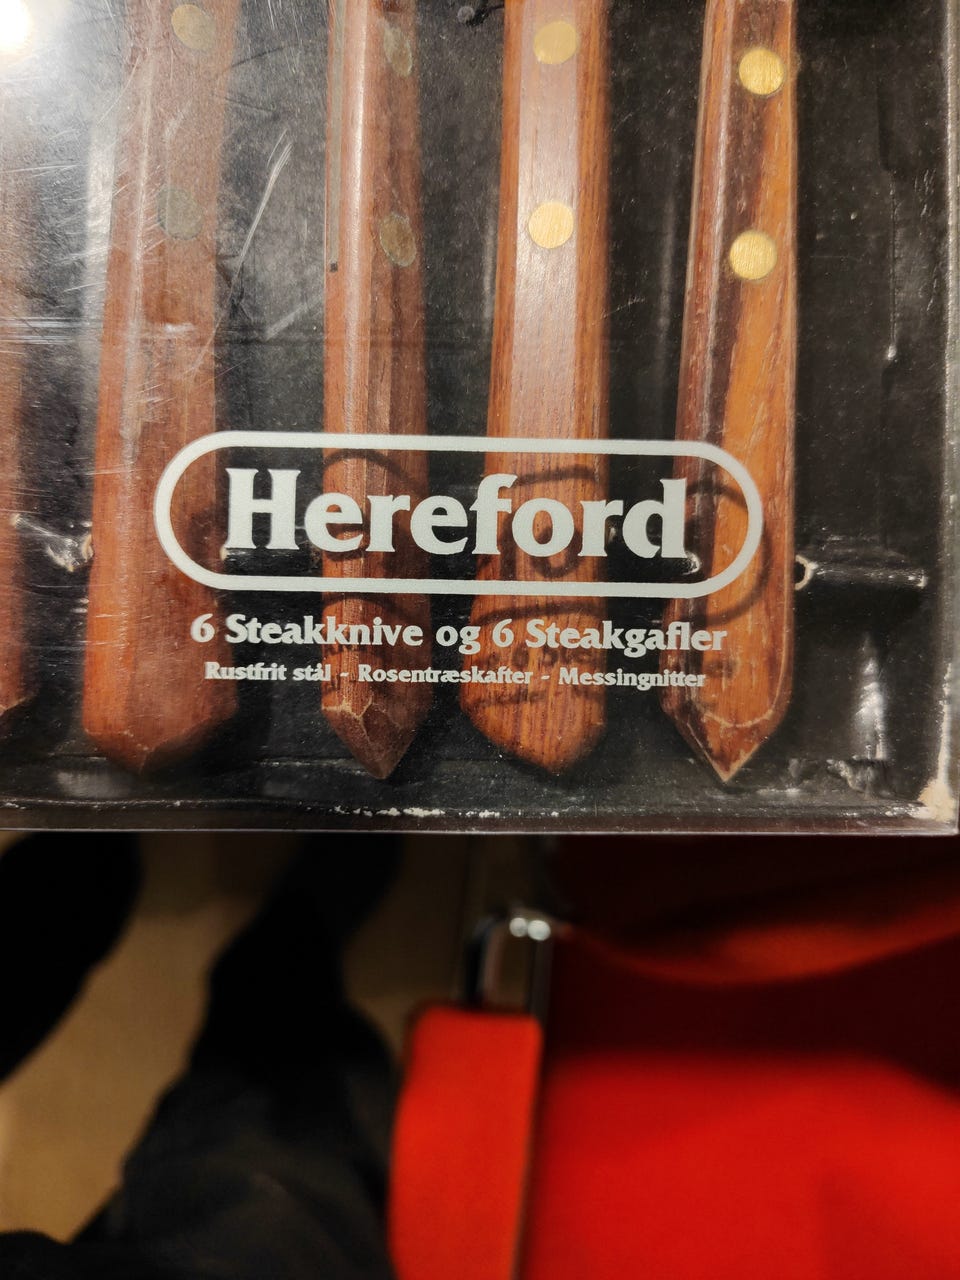 Hereford
6 Steakknive og 6 Steakgafler
Rustfrit stål - Rosentræskafter - Messingnitter